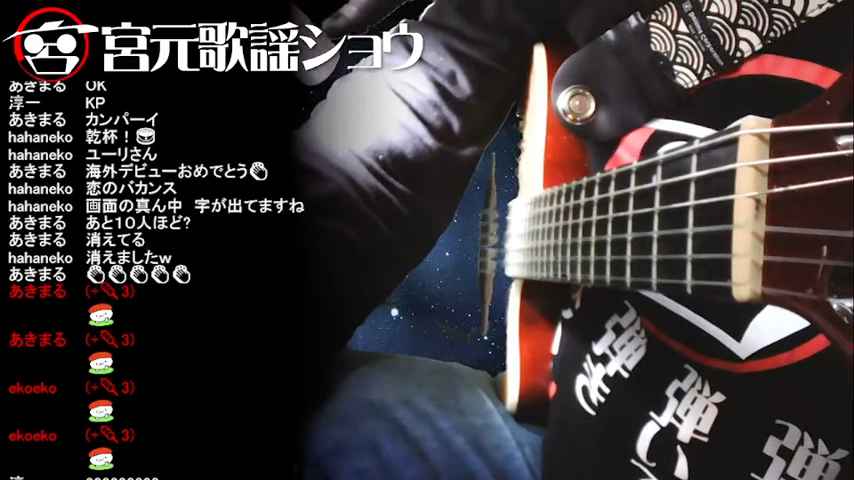 宮元歌謡ショウ
あきまる OK
淳一 KP
あきまる カンパーイ
hahaneko 乾杯！
hahaneko ユーリさん
あきまる 海外デビューおめでとう👏
hahaneko 恋のバカンス
hahaneko 画面の真ん中 字が出てますね
あきまる あと10人ほど?
あきまる 消えてる
hahaneko 消えましたw
あきまる 👏👏👏👏👏
あきまる (+🎤3)
あきまる (+🎤3)
ekoeko (+🎤3)
ekoeko (+🎤3)